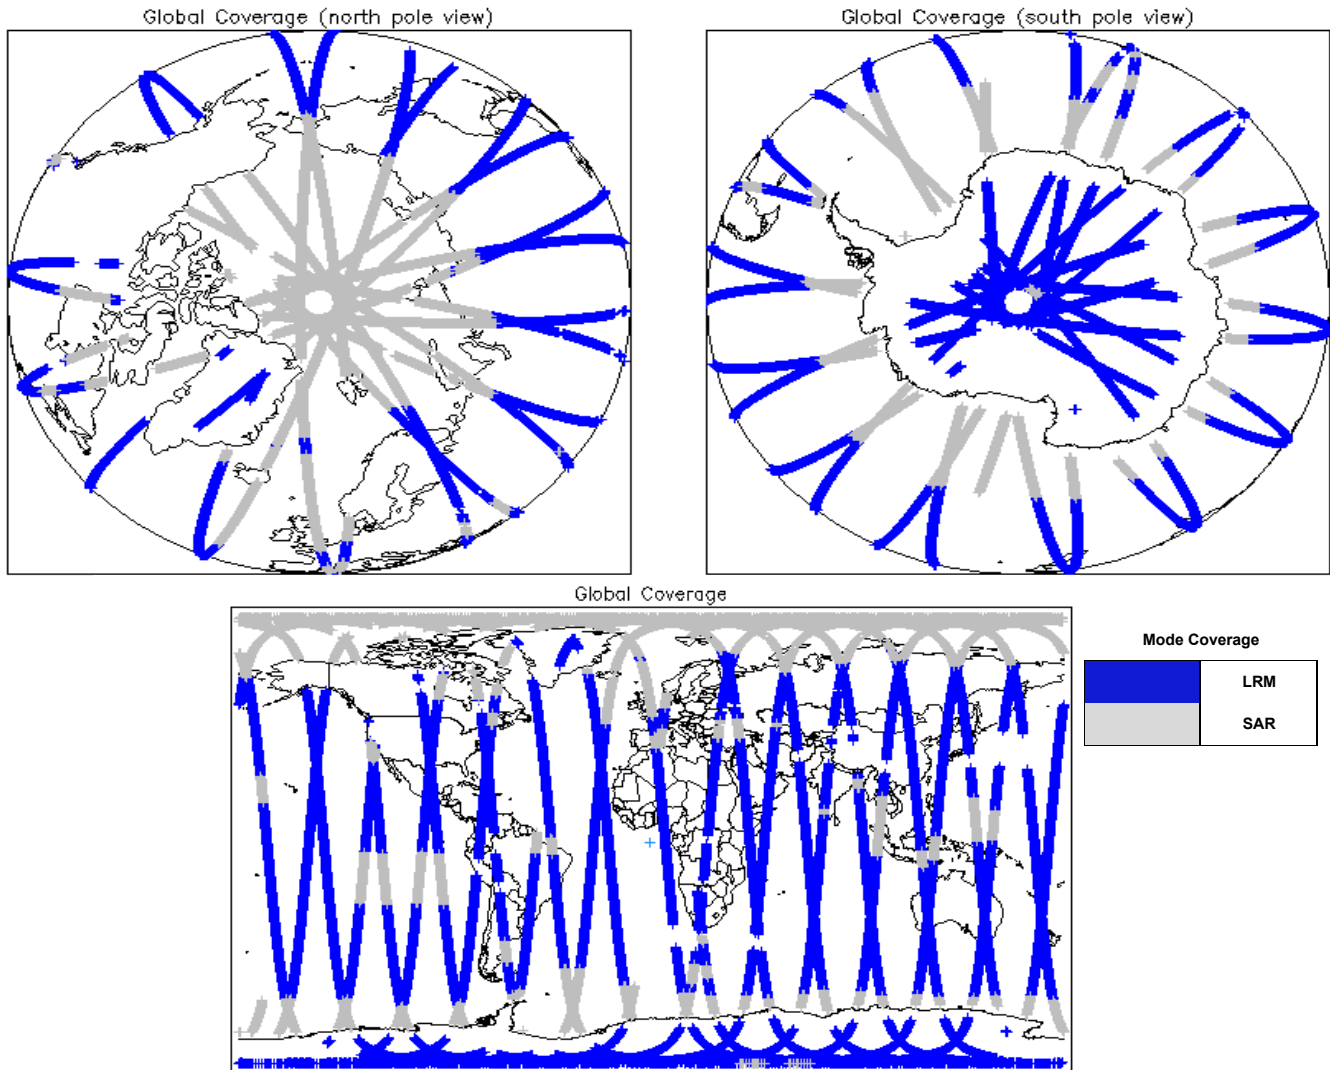 Global Coverage (north pole view)
Global Coverage (south pole view)
Global Coverage
Mode Coverage
LRM
SAR